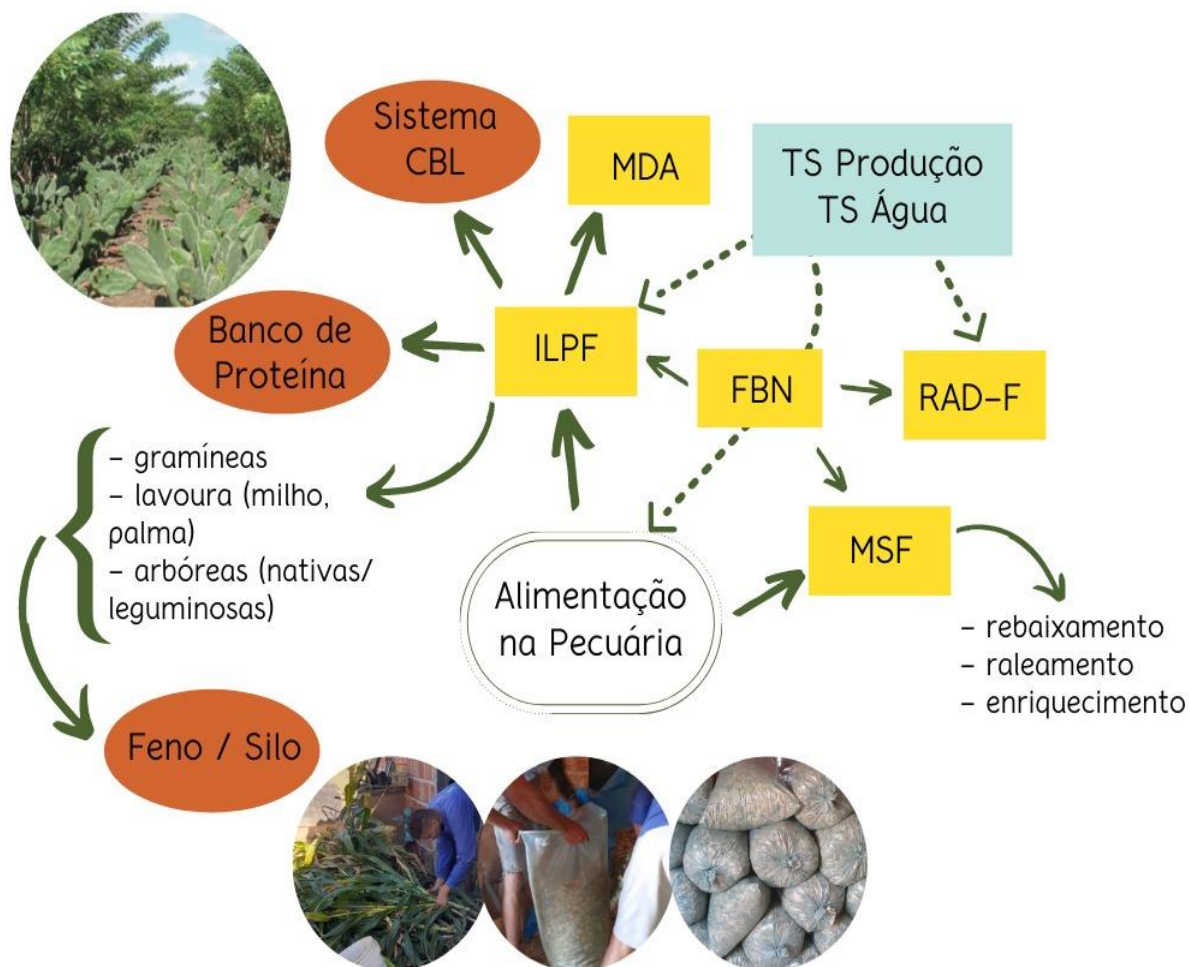 Sistema
CBL
MDA
TS Produção
TS Água
Banco de
Proteína
ILPF
FBN
RAD-F
- gramíneas
- lavoura (milho,
palma)
- arbóreas (nativas/
leguminosas)
MSF
Alimentação
na Pecuária
- rebaixamento
- raleamento
- enriquecimento
Feno / Silo